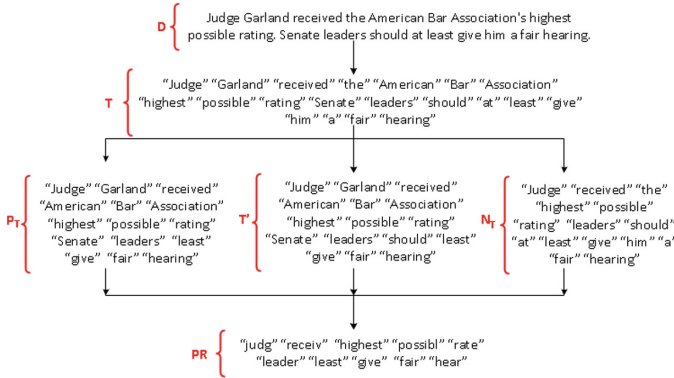 D
Judge Garland received the American Bar Association's highest
possible rating. Senate leaders should at least give him a fair hearing.
T
“Judge” “Garland” “received” “the” “American” “Bar” “Association”
“highest” “possible” “rating” “Senate” “leaders” “should” “at” “least” “give”
“him” “a” “fair” “hearing”
PT
“Judge” “Garland” “received”
“American” “Bar” “Association”
“highest” “possible” “rating”
“Senate” “leaders” “least”
“give” “fair” “hearing”
T’
“Judge” “Garland” “received”
“American” “Bar” “Association”
“highest” “possible” “rating”
“Senate” “leaders” “should” “least”
“give” “fair” “hearing”
NT
“Judge” “received” “the”
“highest” “possible”
“rating” “leaders” “should”
“at” “least” “give” “him” “a”
“fair” “hearing”
PR
“judg” “receiv” “highest” “possibl” “rate”
“leader” “least” “give” “fair” “hear”